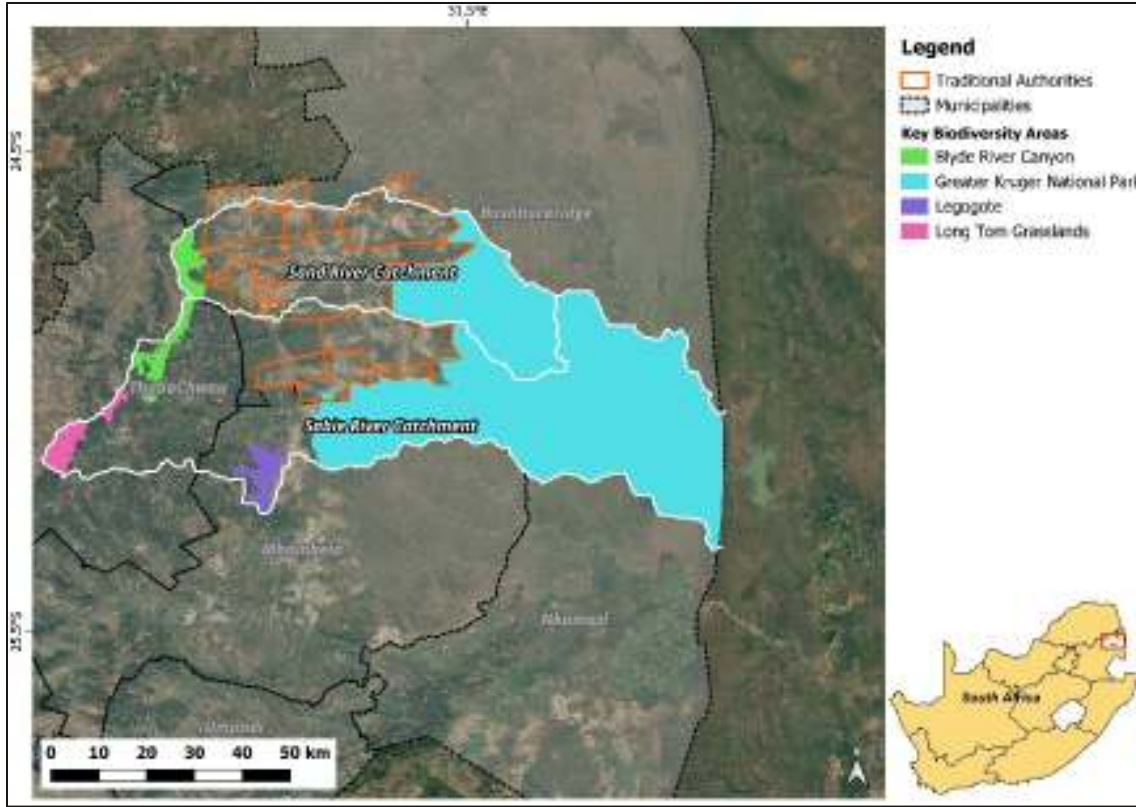 31.5°E
24.5°S
25.5°S
Bushbuckridge
Sand River Catchment
ThabaChweu
Sabie River Catchment
Mbombela
Nkomazi
Umjindi
0 10 20 30 40 50 km
Legend
Traditional Authorities
Municipalities
Key Biodiversity Areas
Blyde River Canyon
Greater Kruger National Park
Legogote
Long Tom Grasslands
South Africa